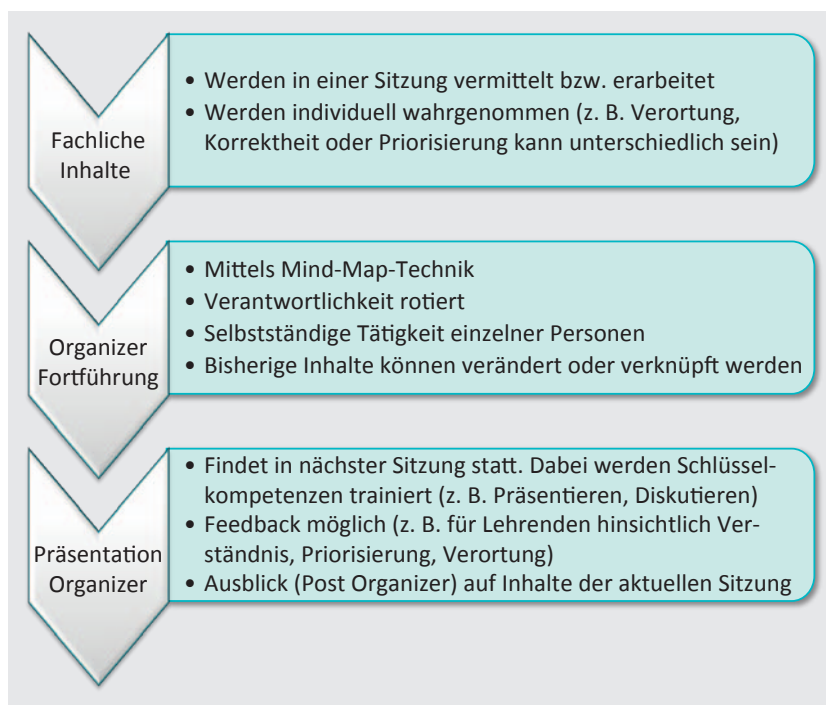 Fachliche
Inhalte
• Werden in einer Sitzung vermittelt bzw. erarbeitet
• Werden individuell wahrgenommen (z. B. Verortung,
Korrektheit oder Priorisierung kann unterschiedlich sein)
Organizer
Fortführung
• Mittels Mind-Map-Technik
• Verantwortlichkeit rotiert
• Selbstständige Tätigkeit einzelner Personen
• Bisherige Inhalte können verändert oder verknüpft werden
Präsentation
Organizer
• Findet in nächster Sitzung statt. Dabei werden Schlüssel-
kompetenzen trainiert (z. B. Präsentieren, Diskutieren)
• Feedback möglich (z. B. für Lehrenden hinsichtlich Ver-
ständnis, Priorisierung, Verortung)
• Ausblick (Post Organizer) auf Inhalte der aktuellen Sitzung